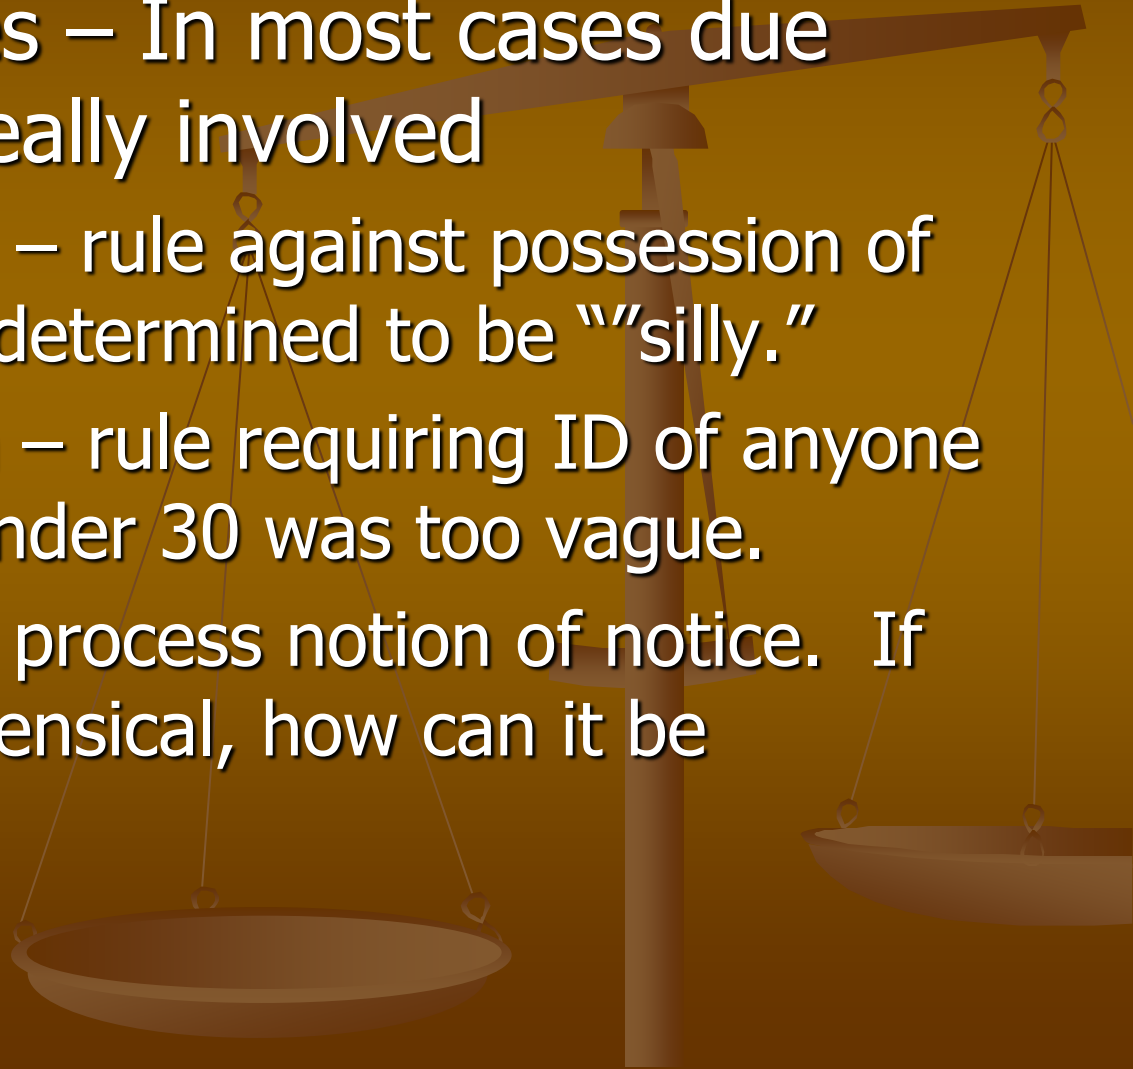 s – In most cases due
eally involved
– rule against possession of
determined to be “”silly.”
– rule requiring ID of anyone
nder 30 was too vague.
process notion of notice.  If
ensical, how can it be